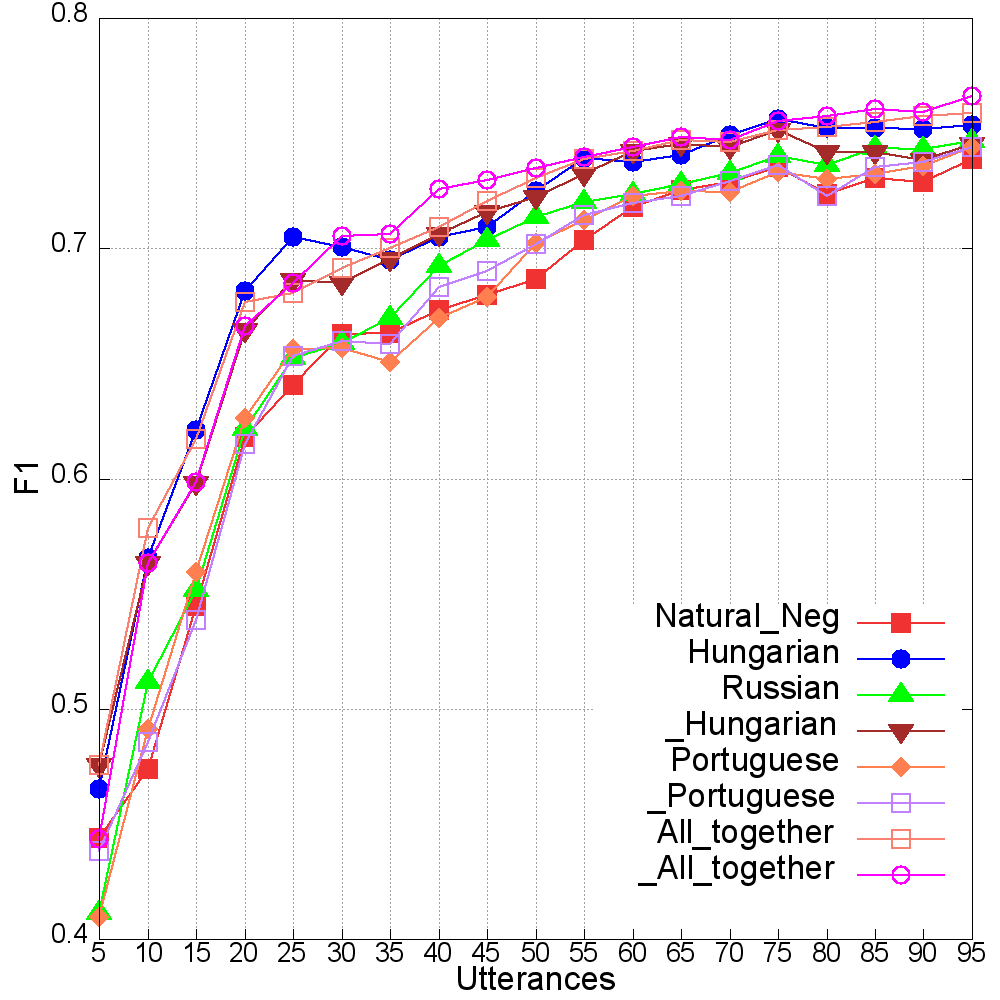 0.8
0.7
0.6
0.5
0.4
F1
Natural_Neg
Hungarian
Russian
_Hungarian
Portuguese
_Portuguese
All_together
_All_together
5 10 15 20 25 30 35 40 45 50 55 60 65 70 75 80 85 90 95
Utterances